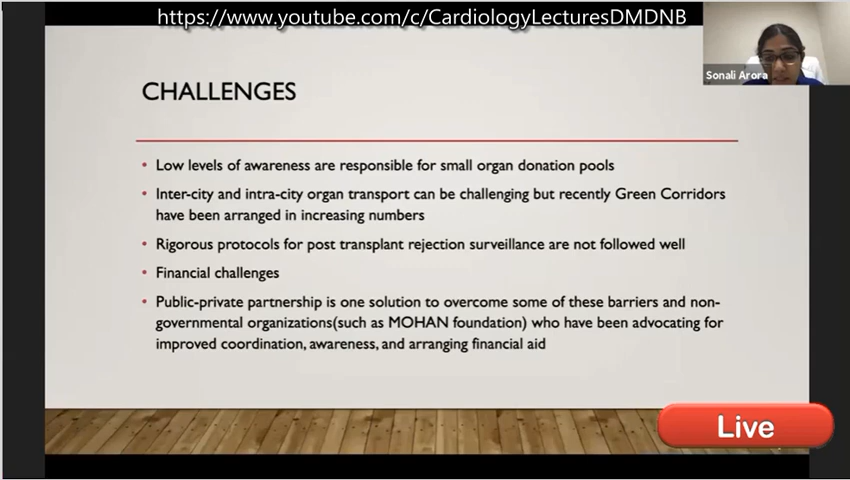 https://www.youtube.com/c/CardiologyLecturesDMDNB
Sonali Arora
CHALLENGES
• Low levels of awareness are responsible for small organ donation pools
• Inter-city and intra-city organ transport can be challenging but recently Green Corridors
have been arranged in increasing numbers
• Rigorous protocols for post transplant rejection surveillance are not followed well
• Financial challenges
• Public-private partnership is one solution to overcome some of these barriers and non-
governmental organizations(such as MOHAN foundation) who have been advocating for
improved coordination, awareness, and arranging financial aid
Live